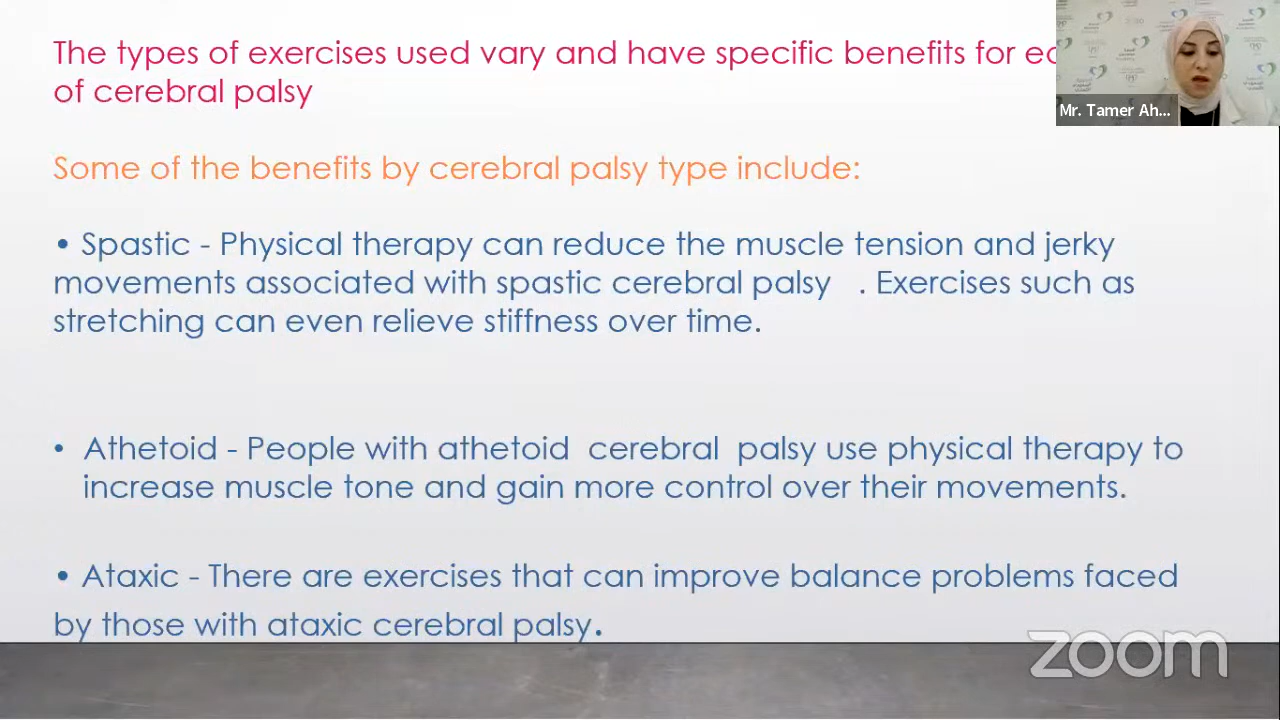 The types of exercises used vary and have specific benefits for
of cerebral palsy
Some of the benefits by cerebral palsy type include:
• Spastic - Physical therapy can reduce the muscle tension and jerky
movements associated with spastic cerebral palsy . Exercises such as
stretching can even relieve stiffness over time.
• Athetoid - People with athetoid cerebral palsy use physical therapy to
increase muscle tone and gain more control over their movements.
• Ataxic - There are exercises that can improve balance problems faced
by those with ataxic cerebral palsy.
Mr. Tamer Ah...
zoom